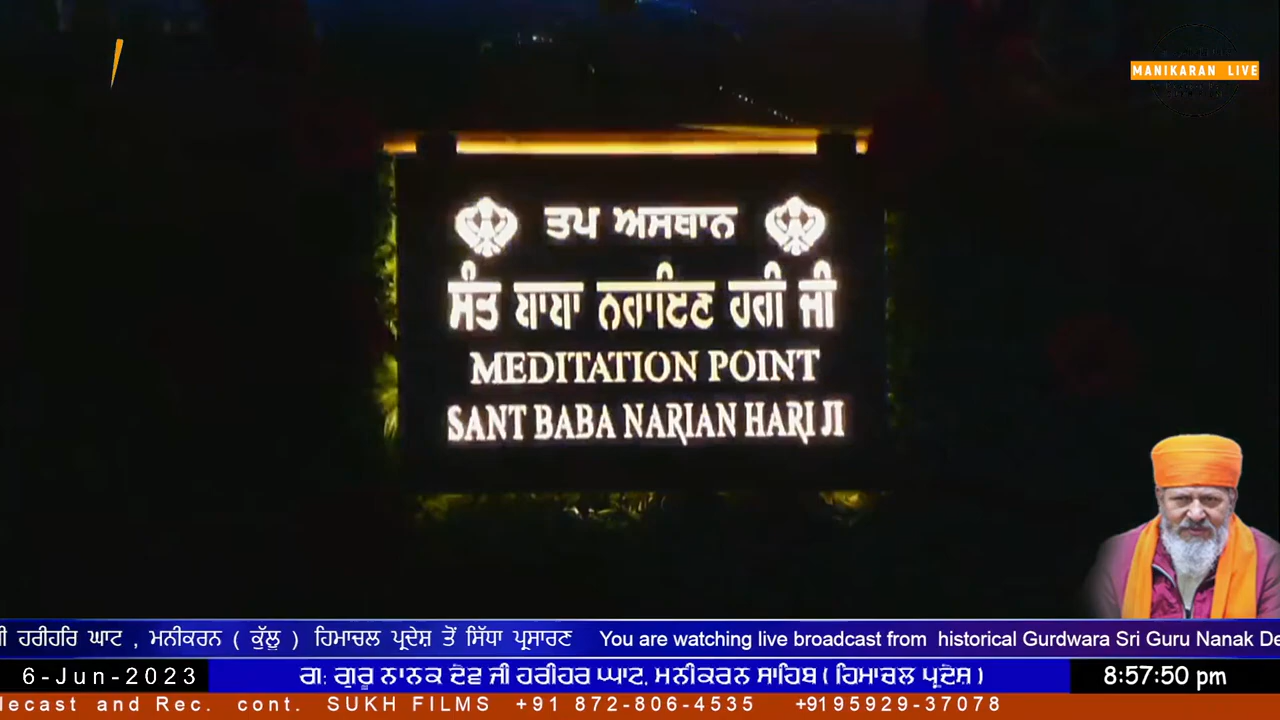 MANIKARAN LIVE
ਤਪ ਅਸਥਾਨ
ਸੰਤ ਬਾਬਾ ਨਰਾਇਣ ਹਰੀ ਜੀ
MEDITATION POINT
SANT BABA NARIAN HARI JI
ਹਰੀਹਰਿ ਘਾਟ , ਮਨੀਕਰਨ ( ਕੁੱਲੂ ) ਹਿਮਾਚਲ ਪ੍ਰਦੇਸ਼ ਤੋਂ ਸਿੱਧਾ ਪ੍ਰਸਾਰਣ You are watching live broadcast from historical Gurdwara Sri Guru Nanak De
6-Jun-2023 ਗ: ਗੁਰੂ ਨਾਨਕ ਦੇਵ ਜੀ ਹਰੀਹਰ ਘਾਟ, ਮਨੀਕਰਨ ਸਾਹਿਬ ( ਹਿਮਾਚਲ ਪ੍ਰਦੇਸ਼ ) 8:57:50 pm
lecast and Rec. cont. SUKH FILMS +91 872-806-4535 +91 95929-37078